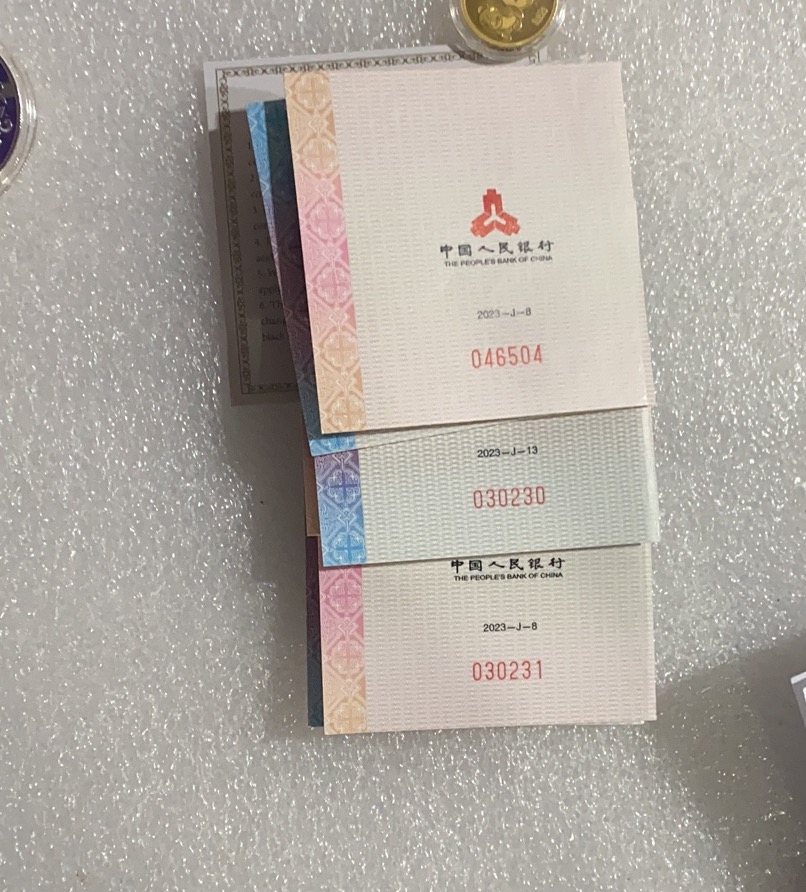 中国人民银行
THE PEOPLE'S BANK OF CHINA
2023-J-8
046504
2023-J-13
030230
中国人民银行
THE PEOPLE'S BANK OF CHINA
2023-J-8
030231